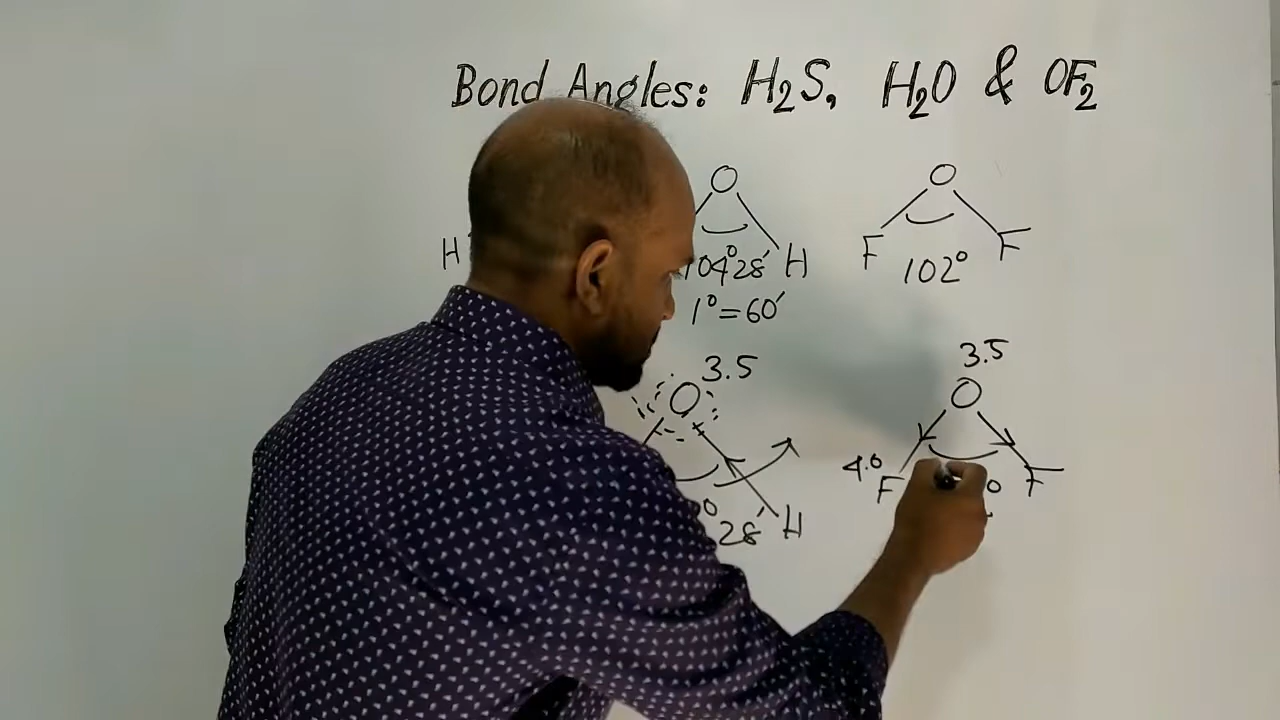 Bond Angles: H₂S, H₂O & OF₂
O O
H 104°28′ H F 102° F
1° = 60′
3.5 3.5
O O
4.0
28′ H F F